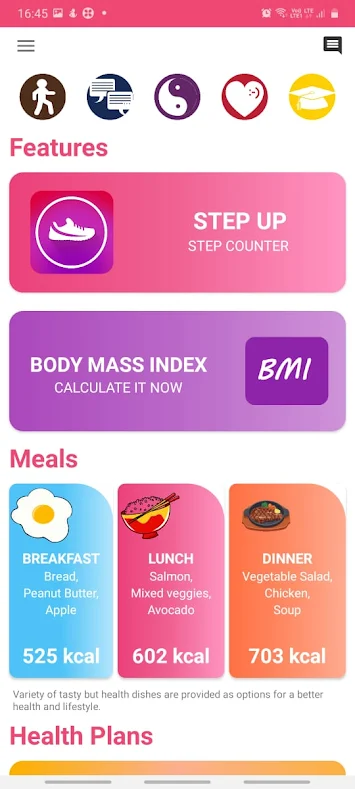 16:45
Features
STEP UP
STEP COUNTER
BODY MASS INDEX
CALCULATE IT NOW
BMI
Meals
BREAKFAST
Bread,
Peanut Butter,
Apple
525 kcal
LUNCH
Salmon,
Mixed veggies,
Avocado
602 kcal
DINNER
Vegetable Salad,
Chicken,
Soup
703 kcal
Variety of tasty but health dishes are provided as options for a better
health and lifestyle.
Health Plans